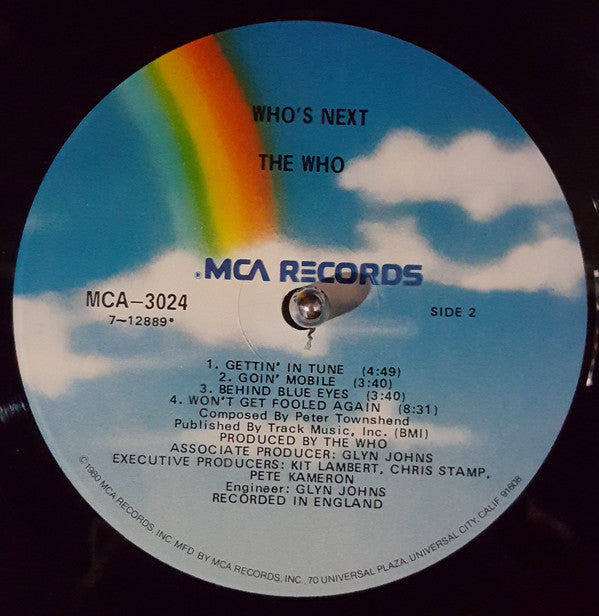 WHO'S NEXT
THE WHO
®MCA RECORDS
MCA-3024
7-12889*
SIDE 2
1. GETTIN' IN TUNE (4:49)
2. GOIN' MOBILE (3:40)
3. BEHIND BLUE EYES (3:40)
4. WON'T GET FOOLED AGAIN (8:31)
Composed By Peter Townshend
Published By Track Music, Inc. (BMI)
PRODUCED BY THE WHO
ASSOCIATE PRODUCER: GLYN JOHNS
EXECUTIVE PRODUCERS: KIT LAMBERT, CHRIS STAMP,
PETE KAMERON
Engineer: GLYN JOHNS
RECORDED IN ENGLAND
©1980 MCA RECORDS, INC. MFD. BY MCA RECORDS, INC., 70 UNIVERSAL PLAZA, UNIVERSAL CITY, CALIF. 91608